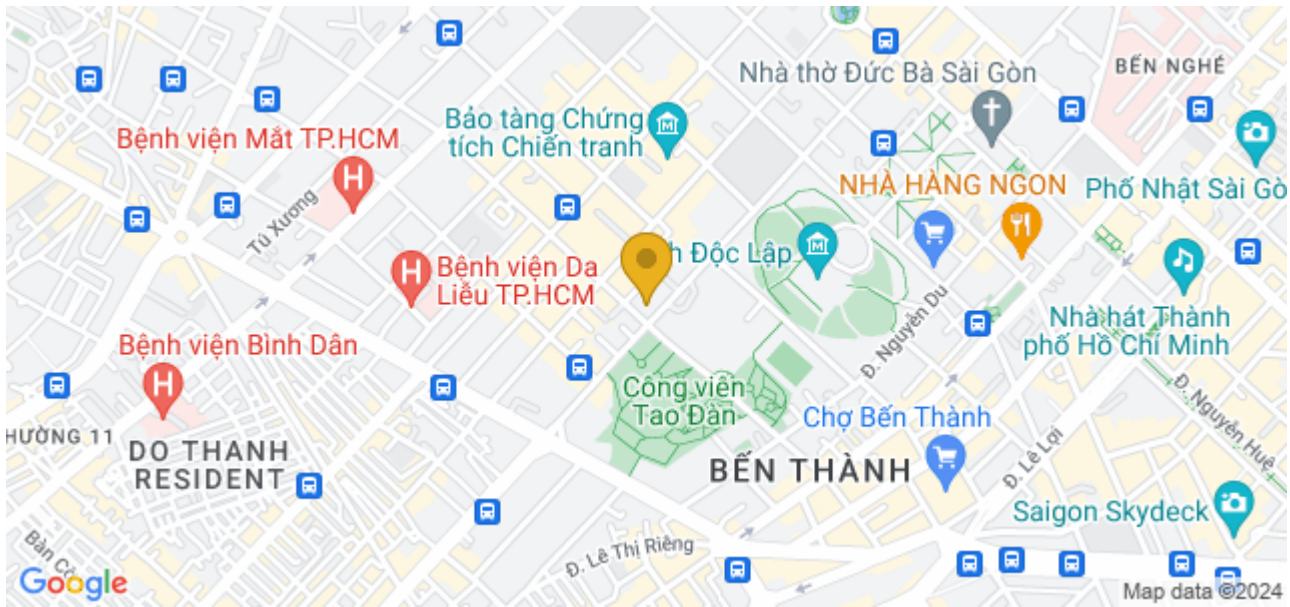 BẾN NGHÉ
Nhà thờ Đức Bà Sài Gòn
Bảo tàng Chứng
tích Chiến tranh
Bệnh viện Mắt TP.HCM
H
NHÀ HÀNG NGON
Phố Nhật Sài Gò
Tú Xương
h Độc Lập
H
Bệnh viện Da
Liễu TP.HCM
Đ. Nguyễn Du
Nhà hát Thành
phố Hồ Chí Minh
Bệnh viện Bình Dân
H
Công viên
Tao Đàn
Đ. Nguyễn Huệ
Chợ Bến Thành
HƯỜNG 11
DO THANH
RESIDENT
BẾN THÀNH
Đ. Lê Lợi
Saigon Skydeck
Đ. Lê Thị Riêng
Bàn Cờ
Google
Map data ©2024